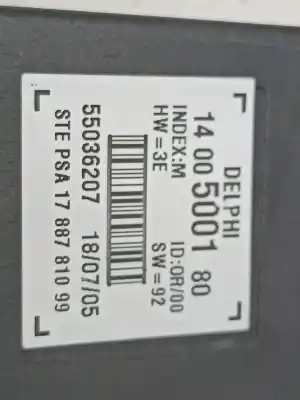 DELPHI
14 00 5001 80
INDEX:M ID:OR/00
HW=3E SW=92
55036207 18/07/05
STE PSA 17 887 810 99